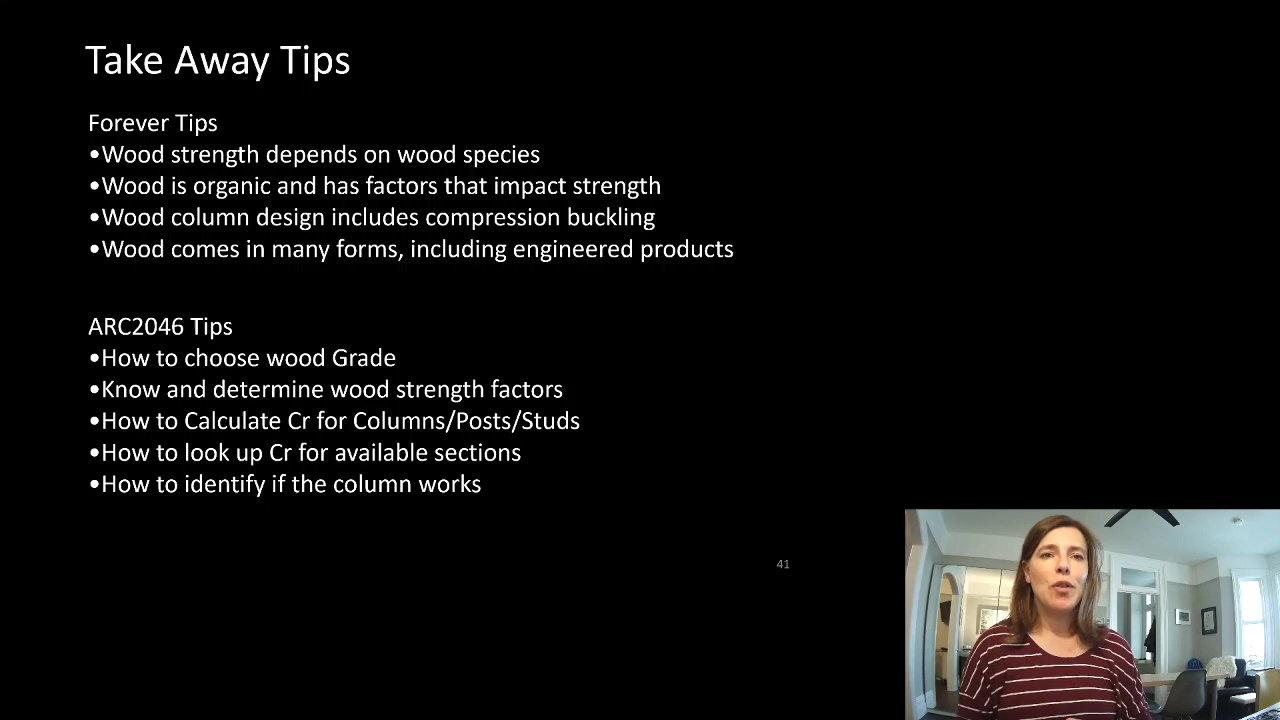 Take Away Tips
Forever Tips
•Wood strength depends on wood species
•Wood is organic and has factors that impact strength
•Wood column design includes compression buckling
•Wood comes in many forms, including engineered products
ARC2046 Tips
•How to choose wood Grade
•Know and determine wood strength factors
•How to Calculate Cr for Columns/Posts/Studs
•How to look up Cr for available sections
•How to identify if the column works
41